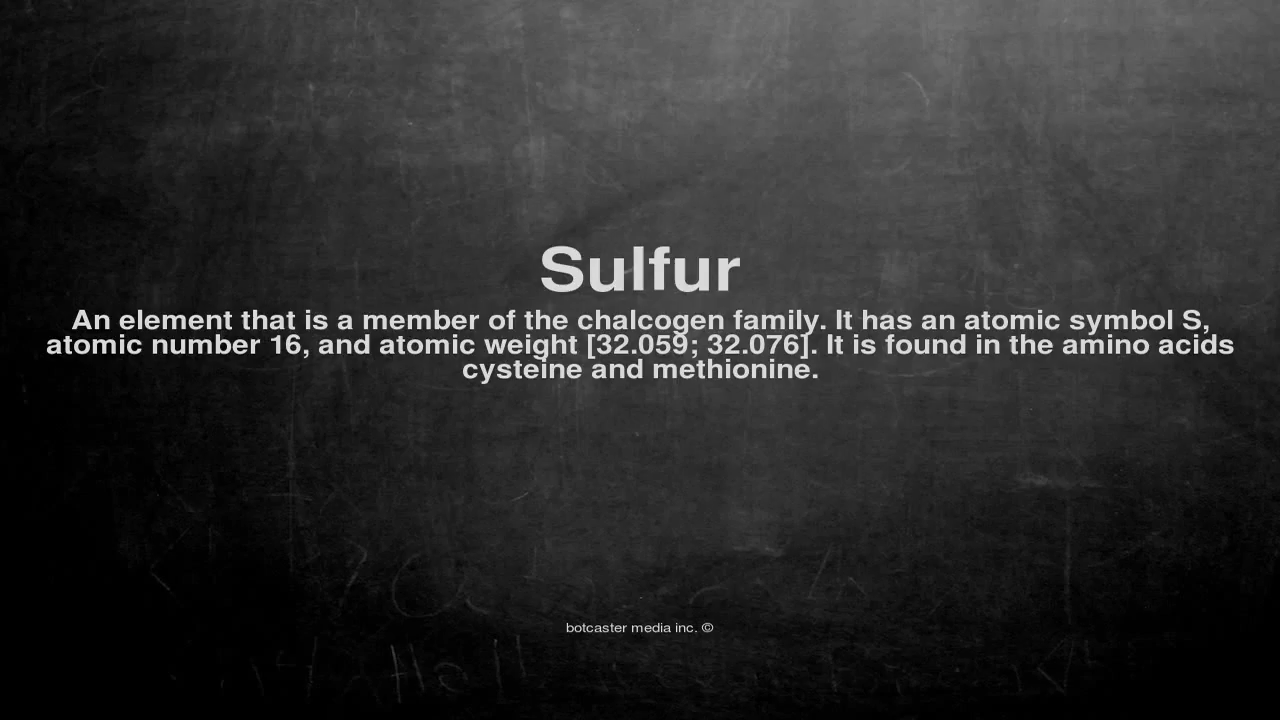 Sulfur
An element that is a member of the chalcogen family. It has an atomic symbol S,
atomic number 16, and atomic weight [32.059; 32.076]. It is found in the amino acids
cysteine and methionine.
botcaster media inc. ©